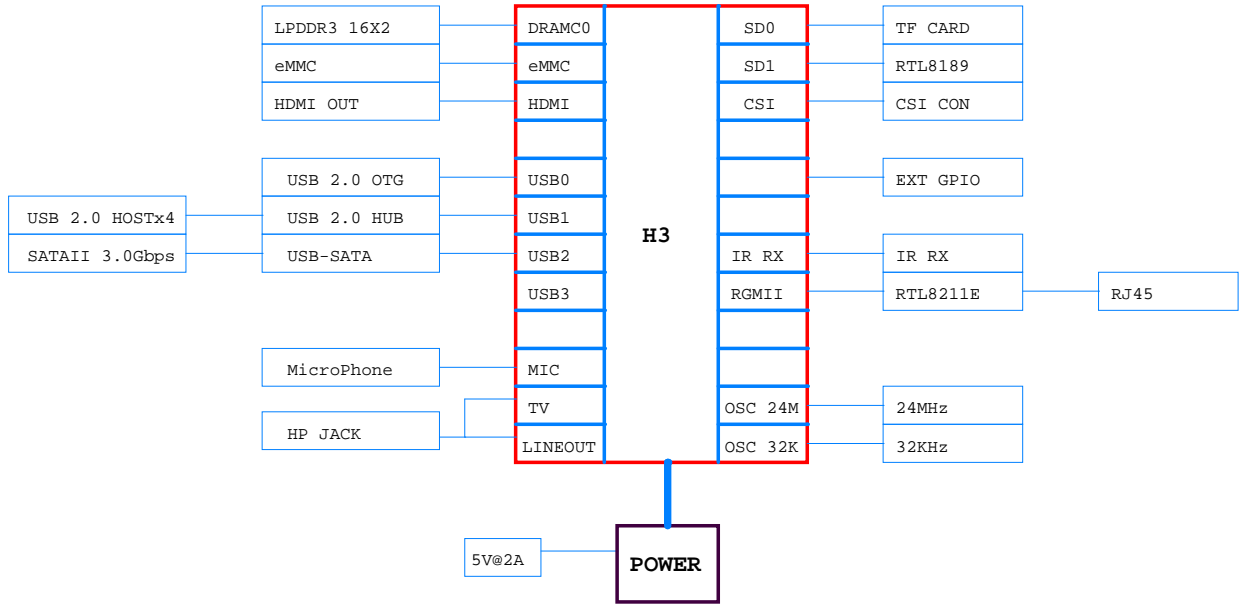 LPDDR3 16X2 DRAMC0 SD0 TF CARD
eMMC eMMC SD1 RTL8189
HDMI OUT HDMI CSI CSI CON
USB 2.0 OTG USB0 EXT GPIO
USB 2.0 HOSTx4 USB 2.0 HUB USB1
H3
SATAII 3.0Gbps USB-SATA USB2 IR RX IR RX
USB3 RGMII RTL8211E RJ45
MicroPhone MIC
TV OSC 24M 24MHz
HP JACK LINEOUT OSC 32K 32KHz
5V@2A POWER